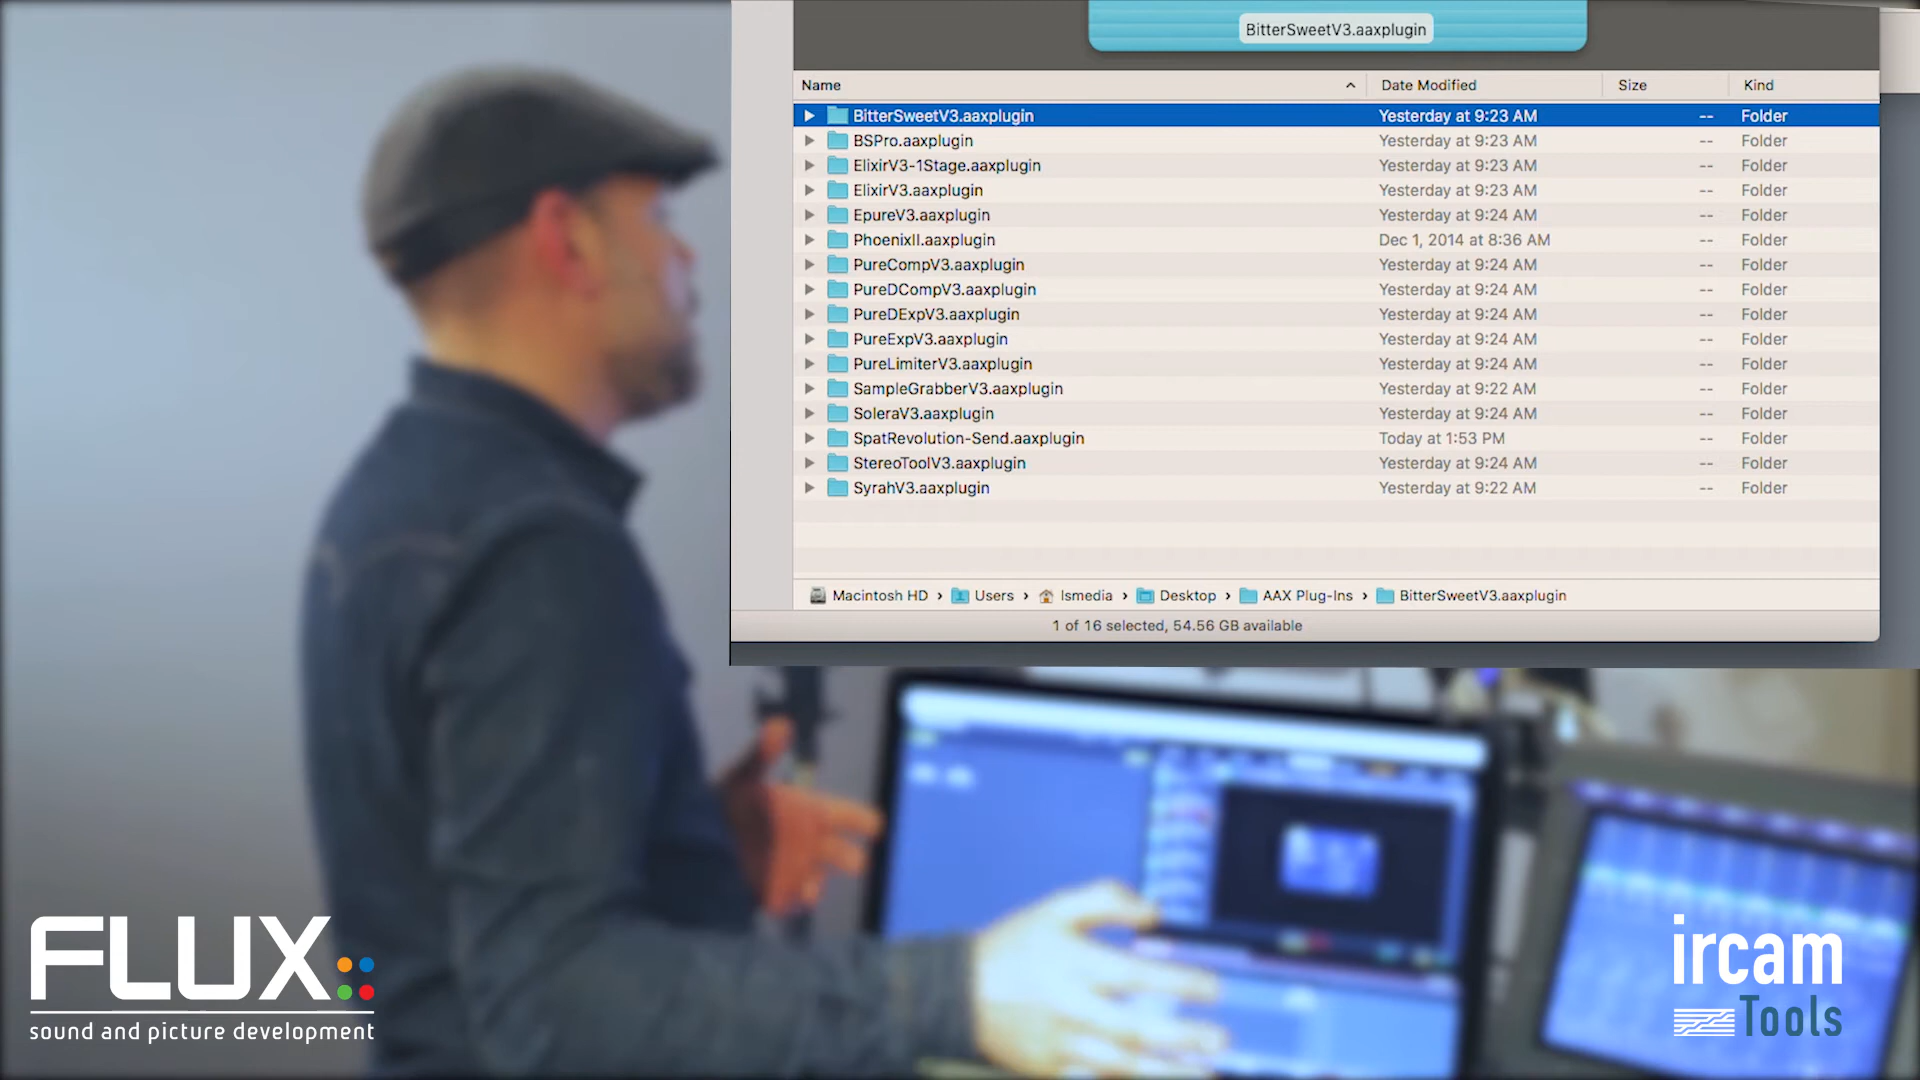 BitterSweetV3.aaxplugin
Name Date Modified Size Kind
BitterSweetV3.aaxplugin Yesterday at 9:23 AM -- Folder
BSPro.aaxplugin Yesterday at 9:23 AM -- Folder
ElixirV3-1Stage.aaxplugin Yesterday at 9:23 AM -- Folder
ElixirV3.aaxplugin Yesterday at 9:23 AM -- Folder
EpureV3.aaxplugin Yesterday at 9:24 AM -- Folder
PhoenixII.aaxplugin Dec 1, 2014 at 8:36 AM -- Folder
PureCompV3.aaxplugin Yesterday at 9:24 AM -- Folder
PureDCompV3.aaxplugin Yesterday at 9:24 AM -- Folder
PureDExpV3.aaxplugin Yesterday at 9:24 AM -- Folder
PureExpV3.aaxplugin Yesterday at 9:24 AM -- Folder
PureLimiterV3.aaxplugin Yesterday at 9:24 AM -- Folder
SampleGrabberV3.aaxplugin Yesterday at 9:22 AM -- Folder
SoleraV3.aaxplugin Yesterday at 9:24 AM -- Folder
SpatRevolution-Send.aaxplugin Today at 1:53 PM -- Folder
StereoToolV3.aaxplugin Yesterday at 9:24 AM -- Folder
SyrahV3.aaxplugin Yesterday at 9:22 AM -- Folder
Macintosh HD › Users › lsmedia › Desktop › AAX Plug-Ins › BitterSweetV3.aaxplugin
1 of 16 selected, 54.56 GB available
FLUX::
sound and picture development
ircam
Tools